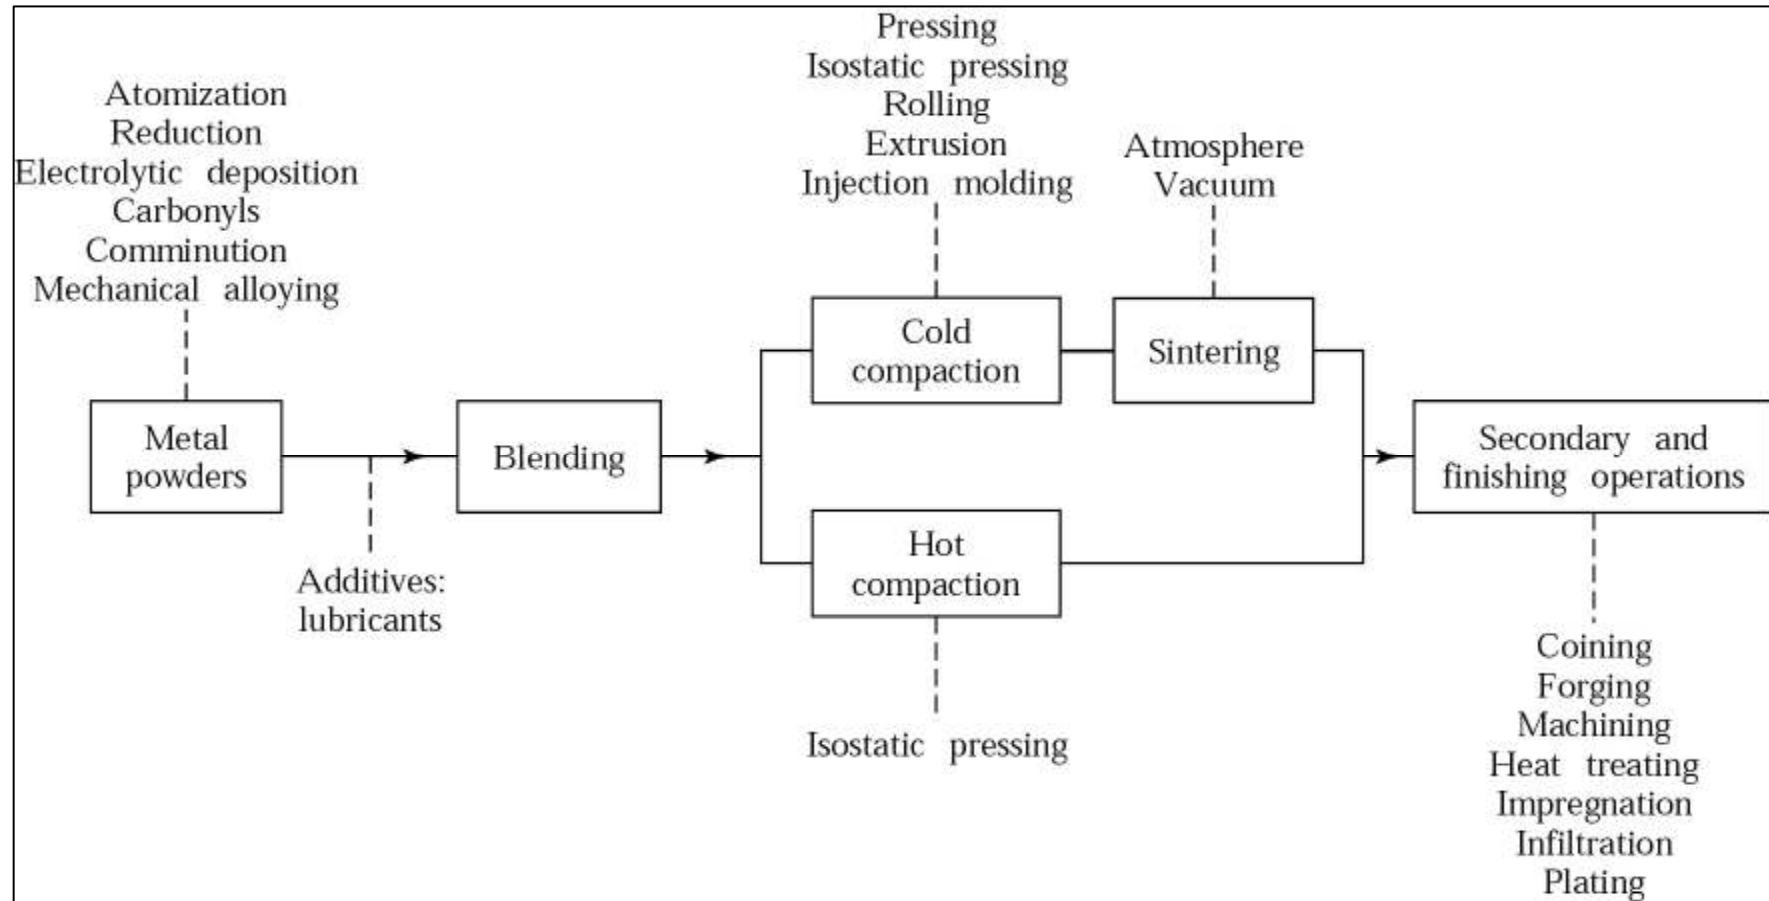 Atomization
Reduction
Electrolytic deposition
Carbonyls
Comminution
Mechanical alloying
Metal
powders
Additives:
lubricants
Blending
Pressing
Isostatic pressing
Rolling
Extrusion
Injection molding
Cold
compaction
Atmosphere
Vacuum
Sintering
Hot
compaction
Isostatic pressing
Secondary and
finishing operations
Coining
Forging
Machining
Heat treating
Impregnation
Infiltration
Plating